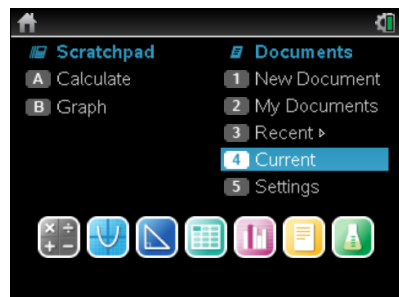 Scratchpad
A Calculate
B Graph
Documents
1 New Document
2 My Documents
3 Recent ▸
4 Current
5 Settings